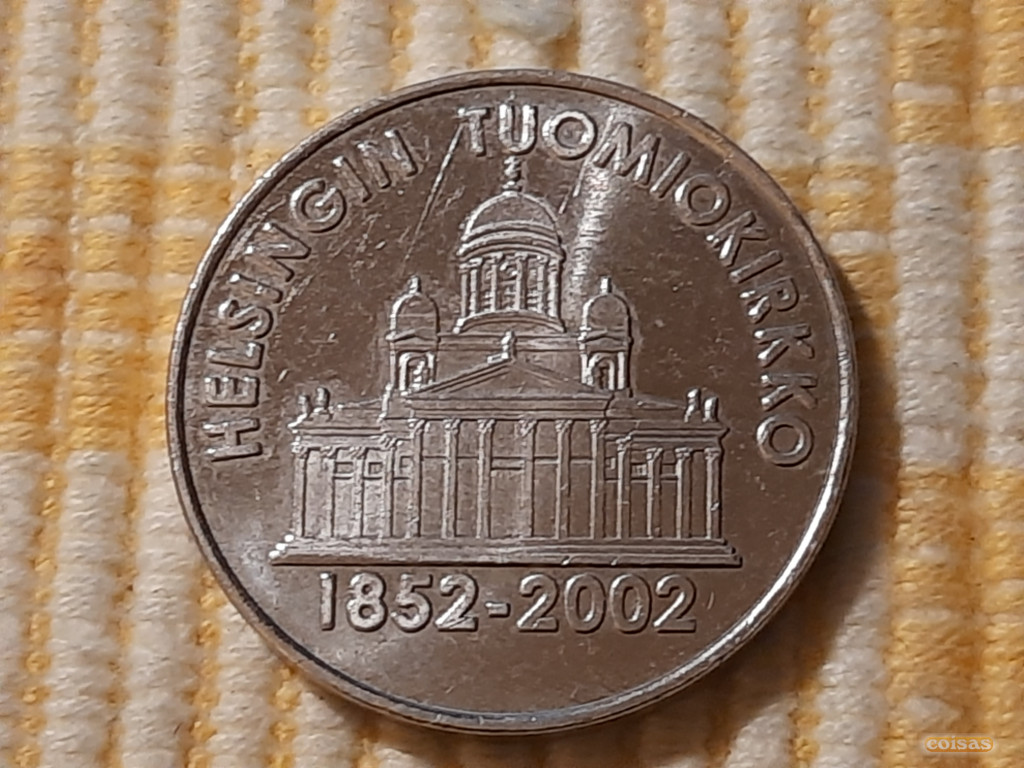 HELSINGIN TUOMIOKIRKKO
1852-2002
coisas